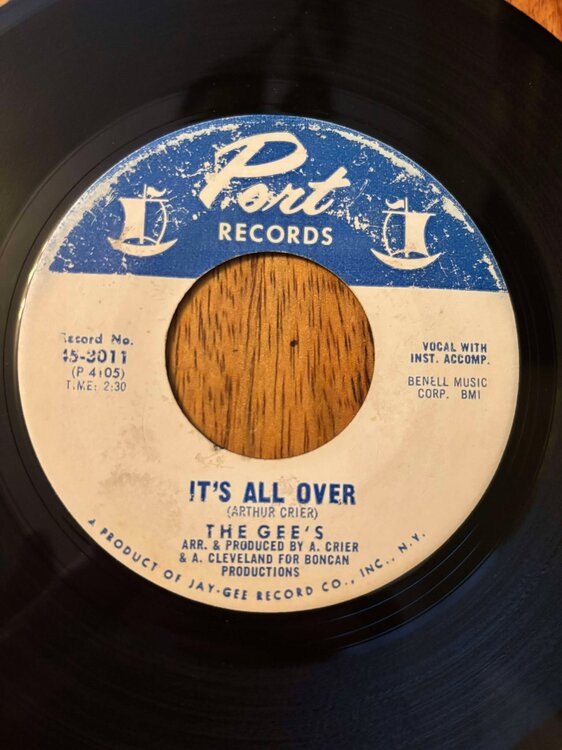 Port
RECORDS
Record No.
45-3011
(P 4105)
TIME: 2:30
VOCAL WITH
INST. ACCOMP.
BENELL MUSIC
CORP. BMI
IT'S ALL OVER
(ARTHUR CRIER)
THE GEE'S
ARR. & PRODUCED BY A. CRIER
& A. CLEVELAND FOR BONCAN
PRODUCTIONS
A PRODUCT OF JAY-GEE RECORD CO., INC., N.Y.